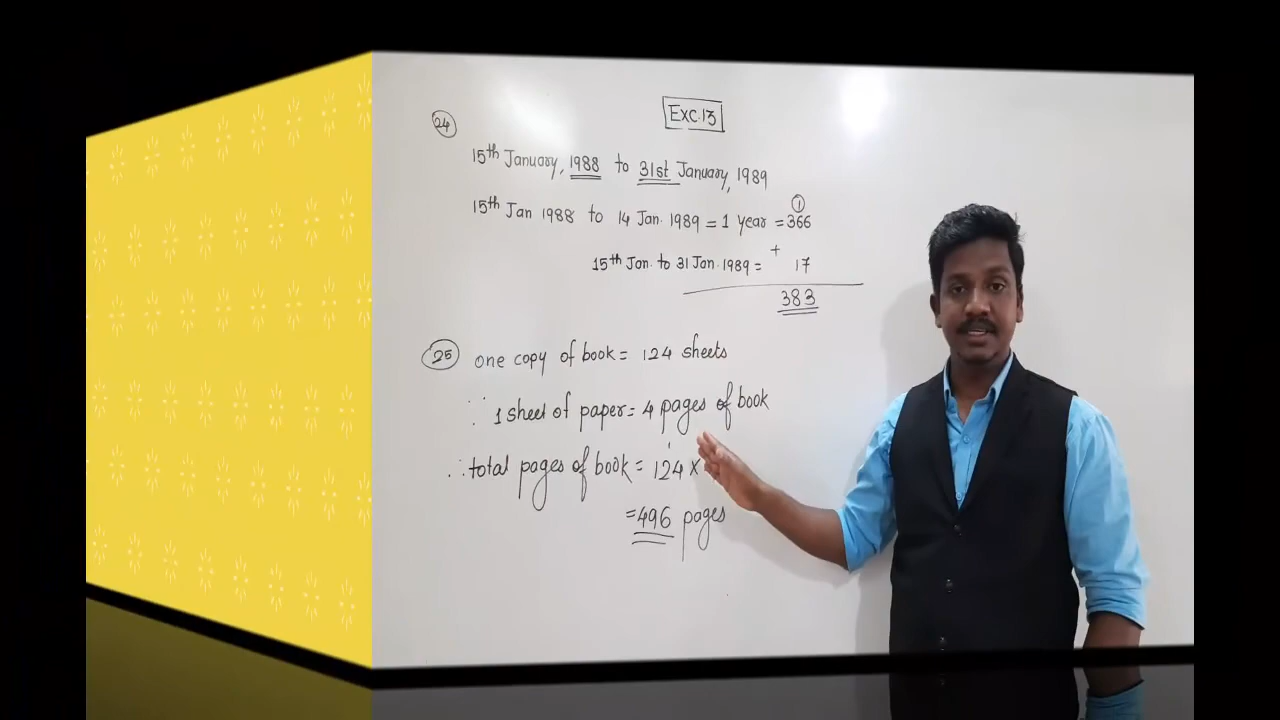 Exc.13
24
15th January, 1988 to 31st January, 1989
1
15th Jan 1988 to 14 Jan. 1989 = 1 year = 366
+
15th Jan. to 31 Jan. 1989 = 17
383
25 one copy of book = 124 sheets
∵ 1 sheet of paper = 4 pages of book
∴ total pages of book = 124 ×
= 496 pages